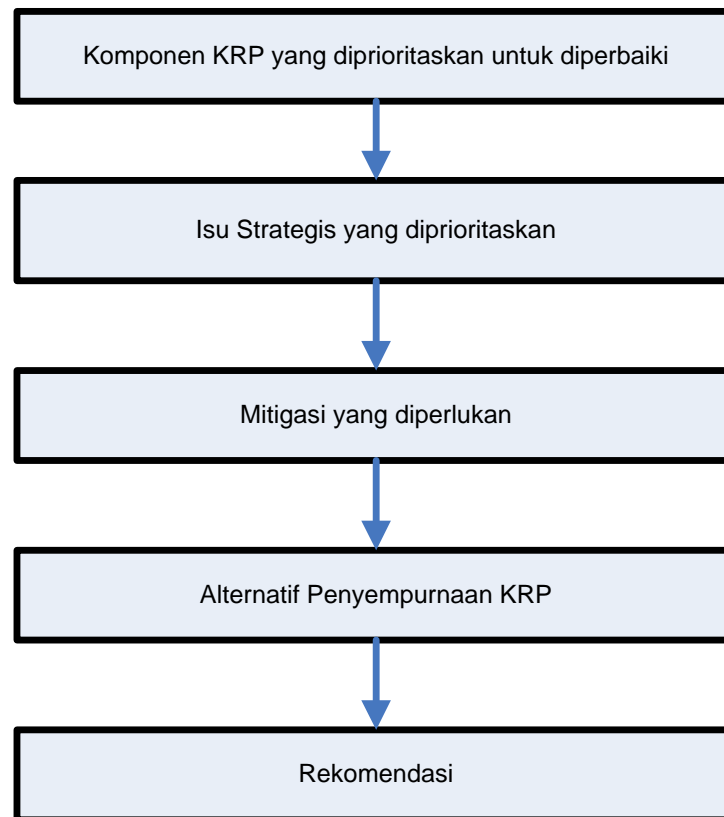 Komponen KRP yang diprioritaskan untuk diperbaiki
Isu Strategis yang diprioritaskan
Mitigasi yang diperlukan
Alternatif Penyempurnaan KRP
Rekomendasi